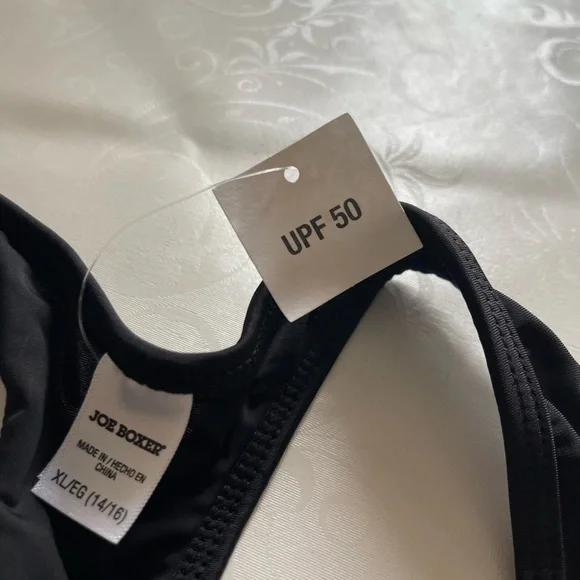 UPF 50
JOE BOXER®
MADE IN / HECHO EN
CHINA
XL/EG (14/16)